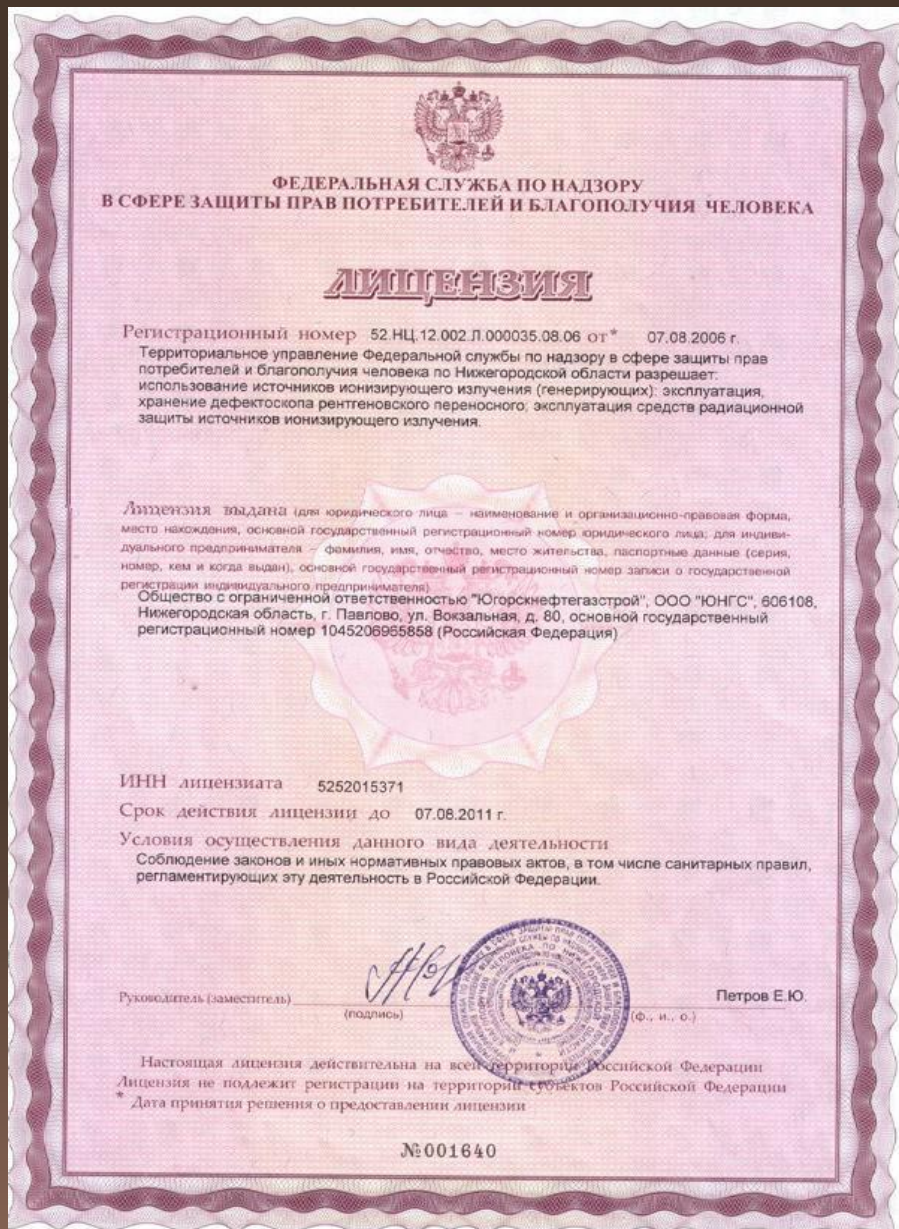 ФЕДЕРАЛЬНАЯ СЛУЖБА ПО НАДЗОРУ
В СФЕРЕ ЗАЩИТЫ ПРАВ ПОТРЕБИТЕЛЕЙ И БЛАГОПОЛУЧИЯ ЧЕЛОВЕКА
ЛИЦЕНЗИЯ
Регистрационный номер 52.НЦ.12.002.Л.000035.08.06 от* 07.08.2006 г.
Территориальное управление Федеральной службы по надзору в сфере защиты прав
потребителей и благополучия человека по Нижегородской области разрешает:
использование источников ионизирующего излучения (генерирующих): эксплуатация,
хранение дефектоскопа рентгеновского переносного; эксплуатация средств радиационной
защиты источников ионизирующего излучения.
Лицензия выдана (для юридического лица – наименование и организационно-правовая форма,
место нахождения, основной государственный регистрационный номер юридического лица; для индиви-
дуального предпринимателя – фамилия, имя, отчество, место жительства, паспортные данные (серия,
номер, кем и когда выдан), основной государственный регистрационный номер записи о государственной
регистрации индивидуального предпринимателя)
Общество с ограниченной ответственностью "Югорскнефтегазстрой", ООО "ЮНГС", 606108,
Нижегородская область, г. Павлово, ул. Вокзальная, д. 80, основной государственный
регистрационный номер 1045206965858 (Российская Федерация)
ИНН лицензиата 5252015371
Срок действия лицензии до 07.08.2011 г.
Условия осуществления данного вида деятельности
Соблюдение законов и иных нормативных правовых актов, в том числе санитарных правил,
регламентирующих эту деятельность в Российской Федерации.
Руководитель (заместитель) Петров Е.Ю.
(подпись) (ф., и., о.)
Настоящая лицензия действительна на всей территории Российской Федерации
Лицензия не подлежит регистрации на территории субъектов Российской Федерации
* Дата принятия решения о предоставлении лицензии
№001640